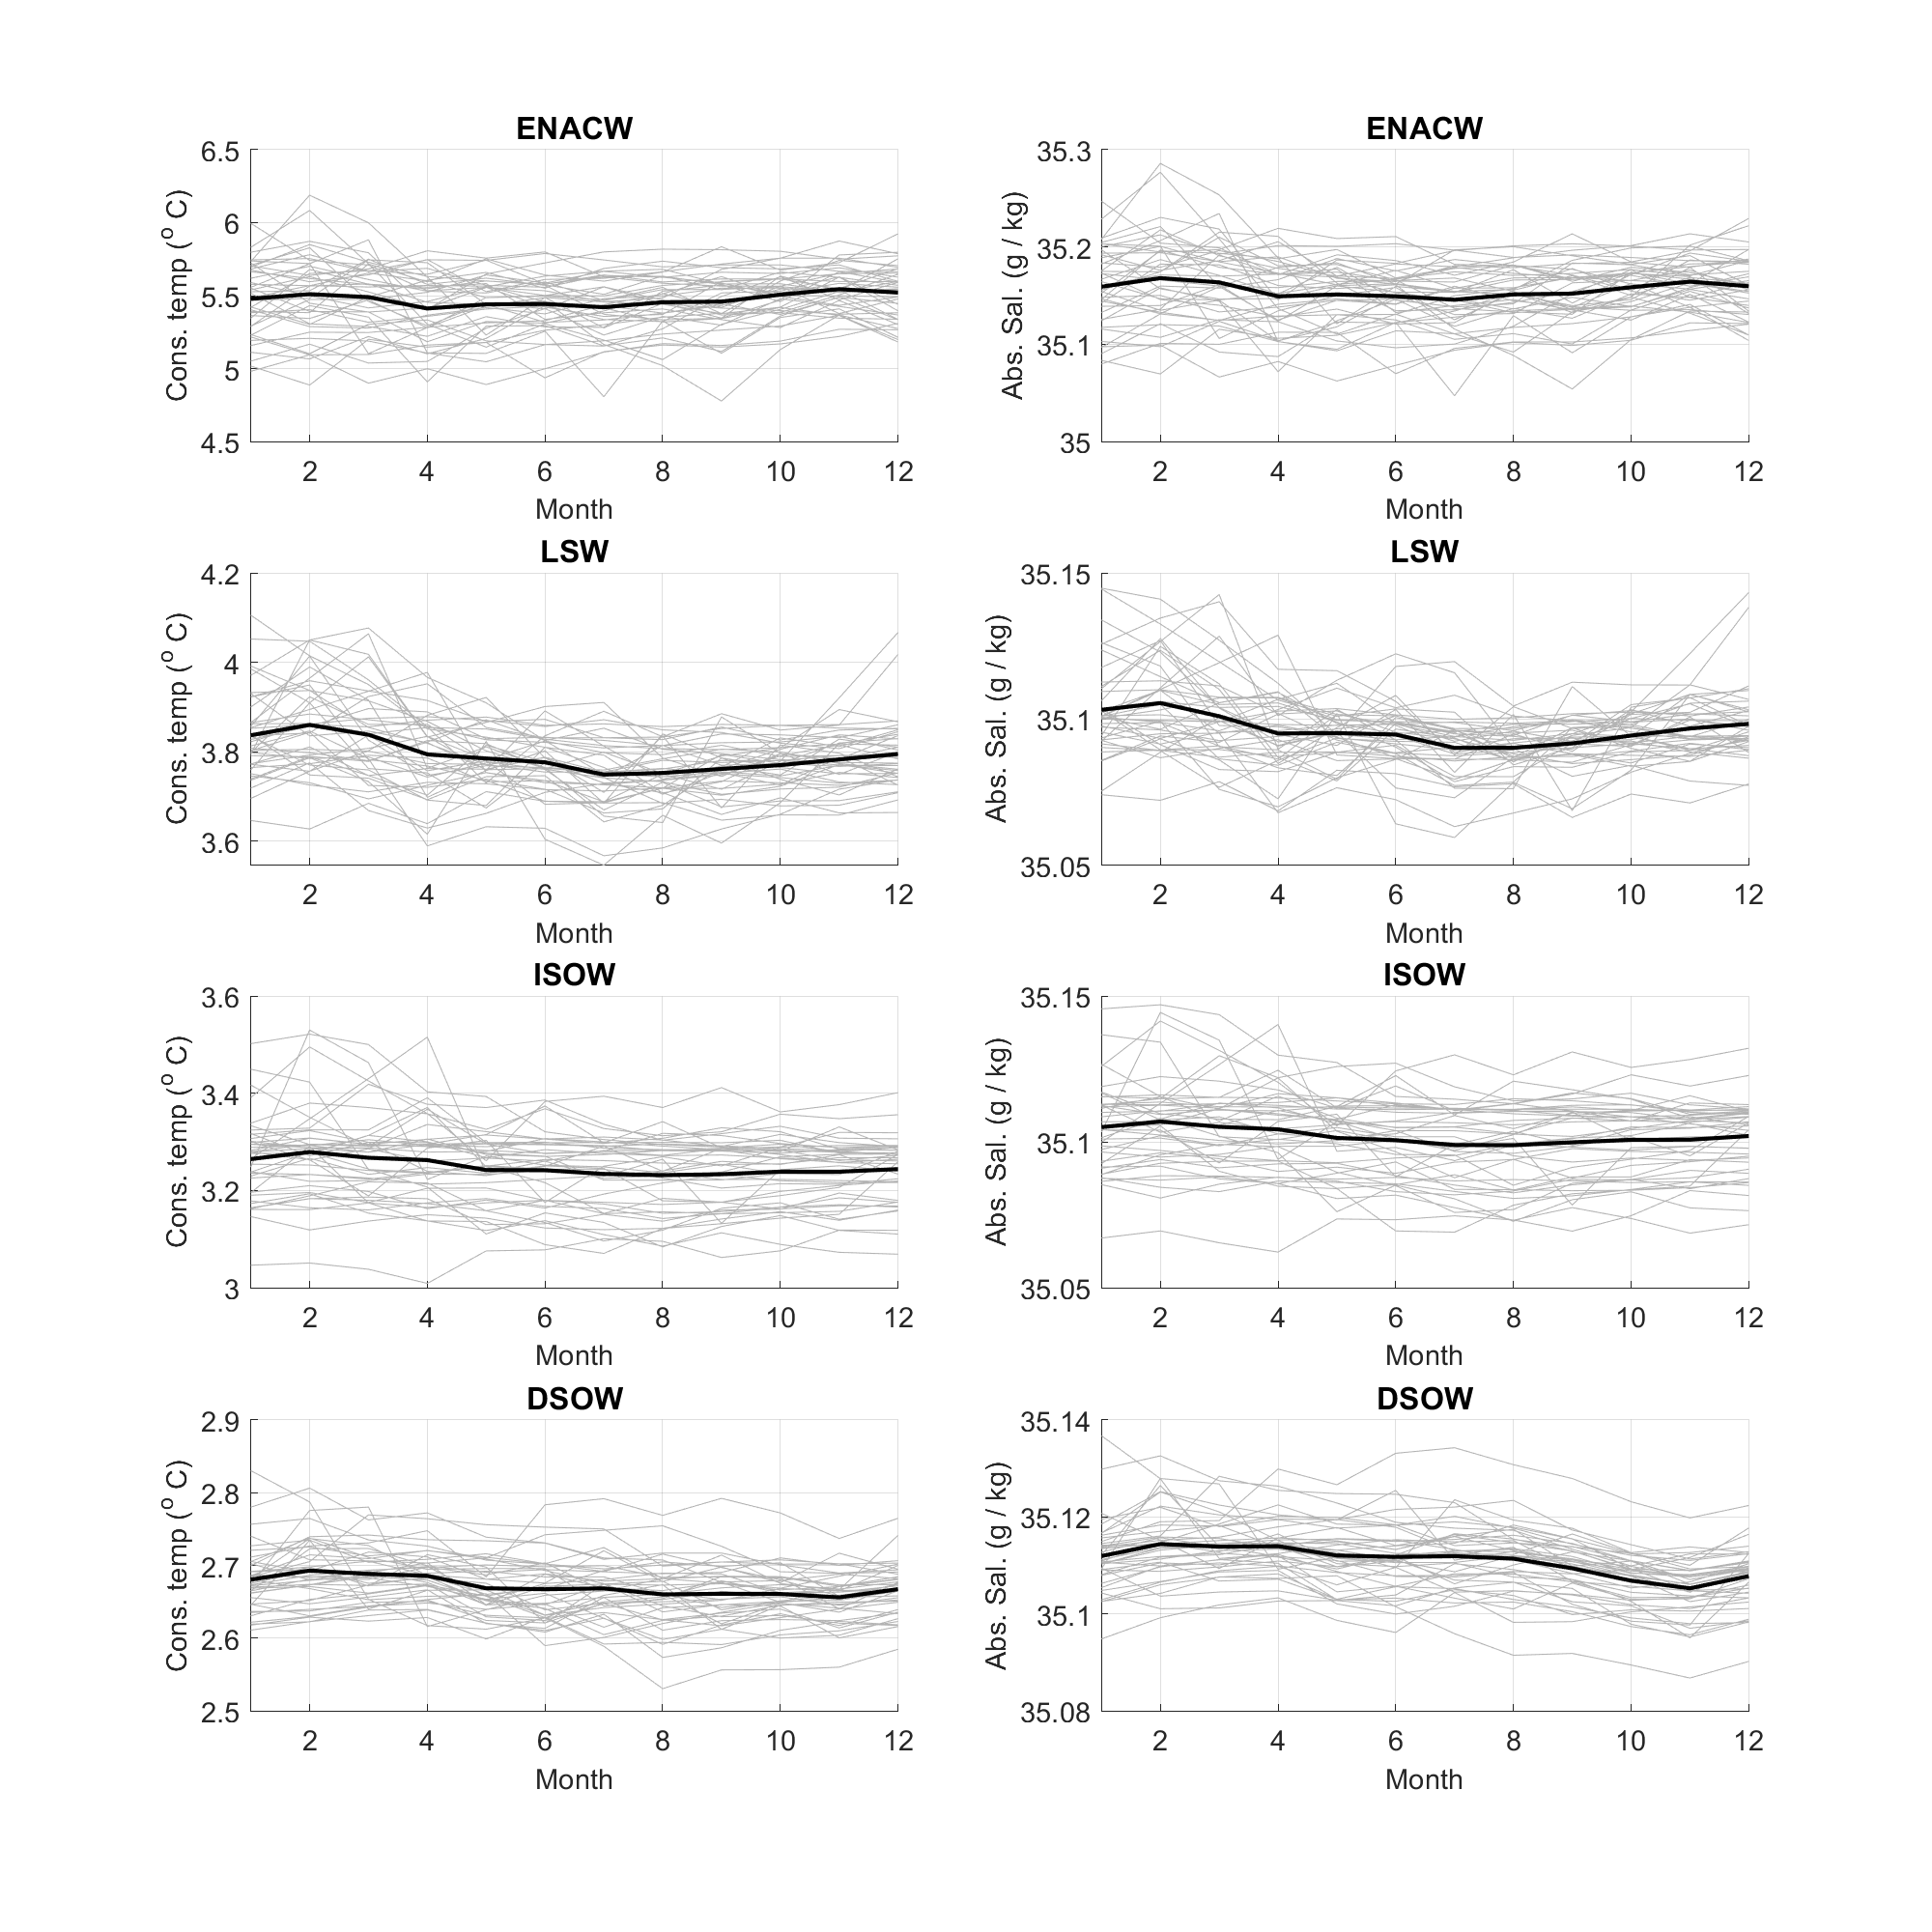 ENACW
6.5
6
5.5
5
4.5
Cons. temp (° C)
2 4 6 8 10 12
Month
ENACW
35.3
35.2
35.1
35
Abs. Sal. (g / kg)
2 4 6 8 10 12
Month
LSW
4.2
4
3.8
3.6
Cons. temp (° C)
2 4 6 8 10 12
Month
LSW
35.15
35.1
35.05
Abs. Sal. (g / kg)
2 4 6 8 10 12
Month
ISOW
3.6
3.4
3.2
3
Cons. temp (° C)
2 4 6 8 10 12
Month
ISOW
35.15
35.1
35.05
Abs. Sal. (g / kg)
2 4 6 8 10 12
Month
DSOW
2.9
2.8
2.7
2.6
2.5
Cons. temp (° C)
2 4 6 8 10 12
Month
DSOW
35.14
35.12
35.1
35.08
Abs. Sal. (g / kg)
2 4 6 8 10 12
Month